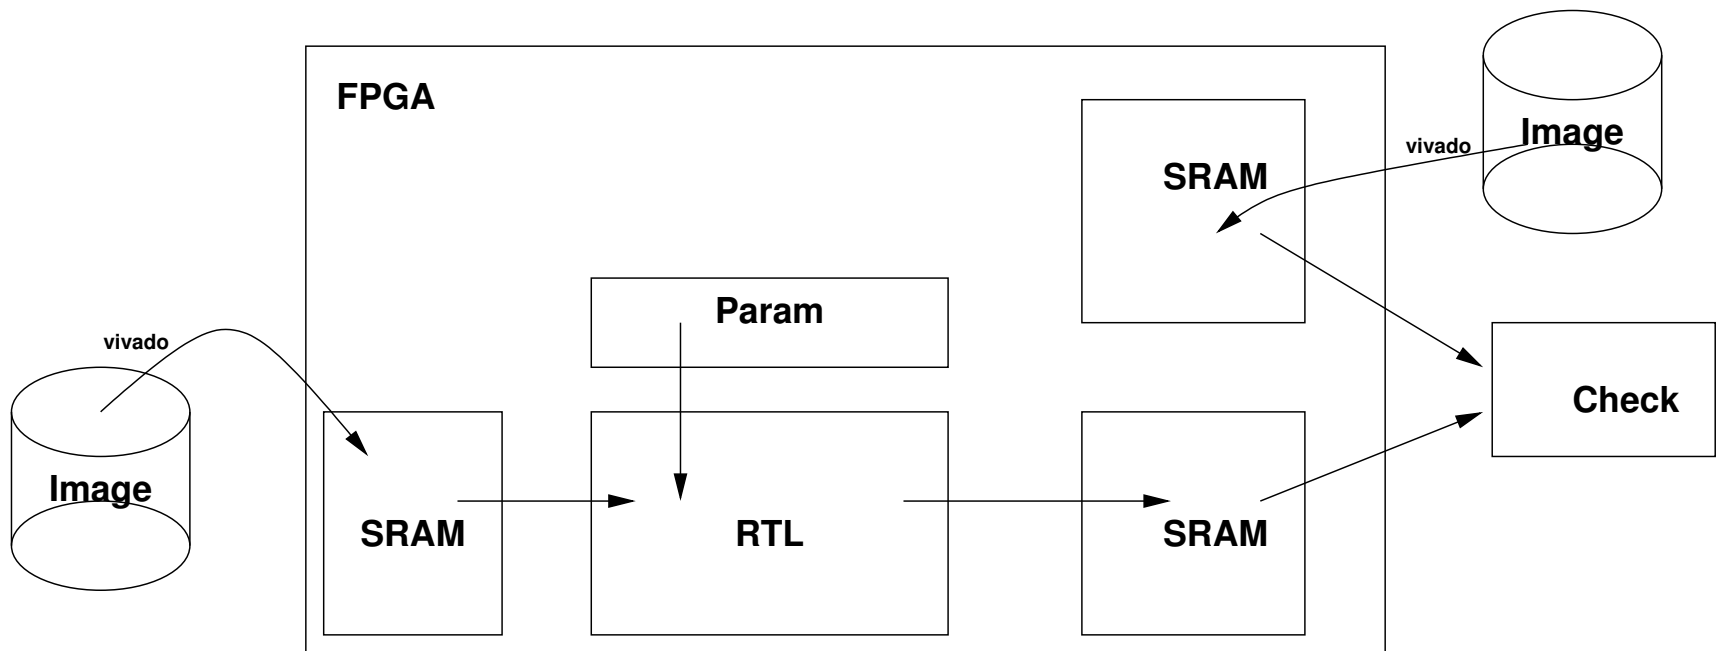 FPGA
Image
vivado
SRAM
Param
vivado
Check
Image
SRAM
RTL
SRAM